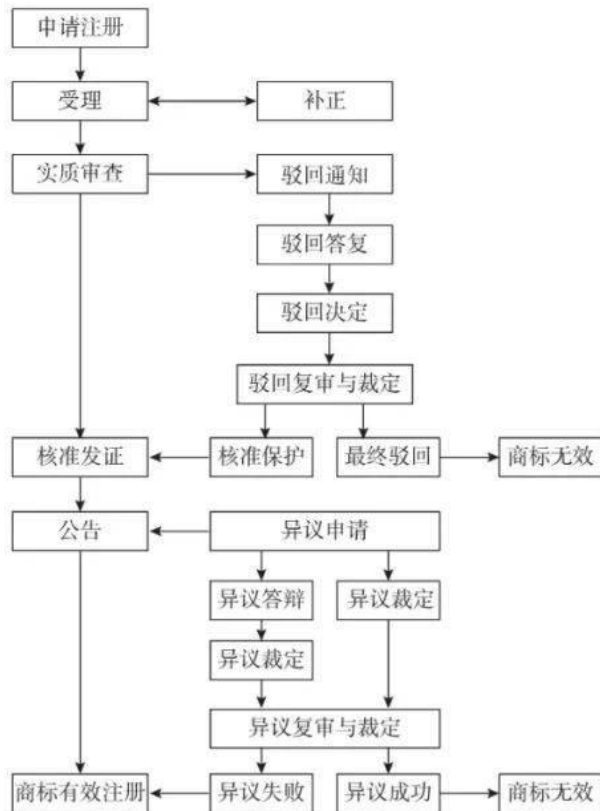 申请注册
受理
补正
实质审查
驳回通知
驳回答复
驳回决定
驳回复审与裁定
核准发证
核准保护
最终驳回
商标无效
公告
异议申请
异议答辩
异议裁定
异议裁定
异议复审与裁定
商标有效注册
异议失败
异议成功
商标无效